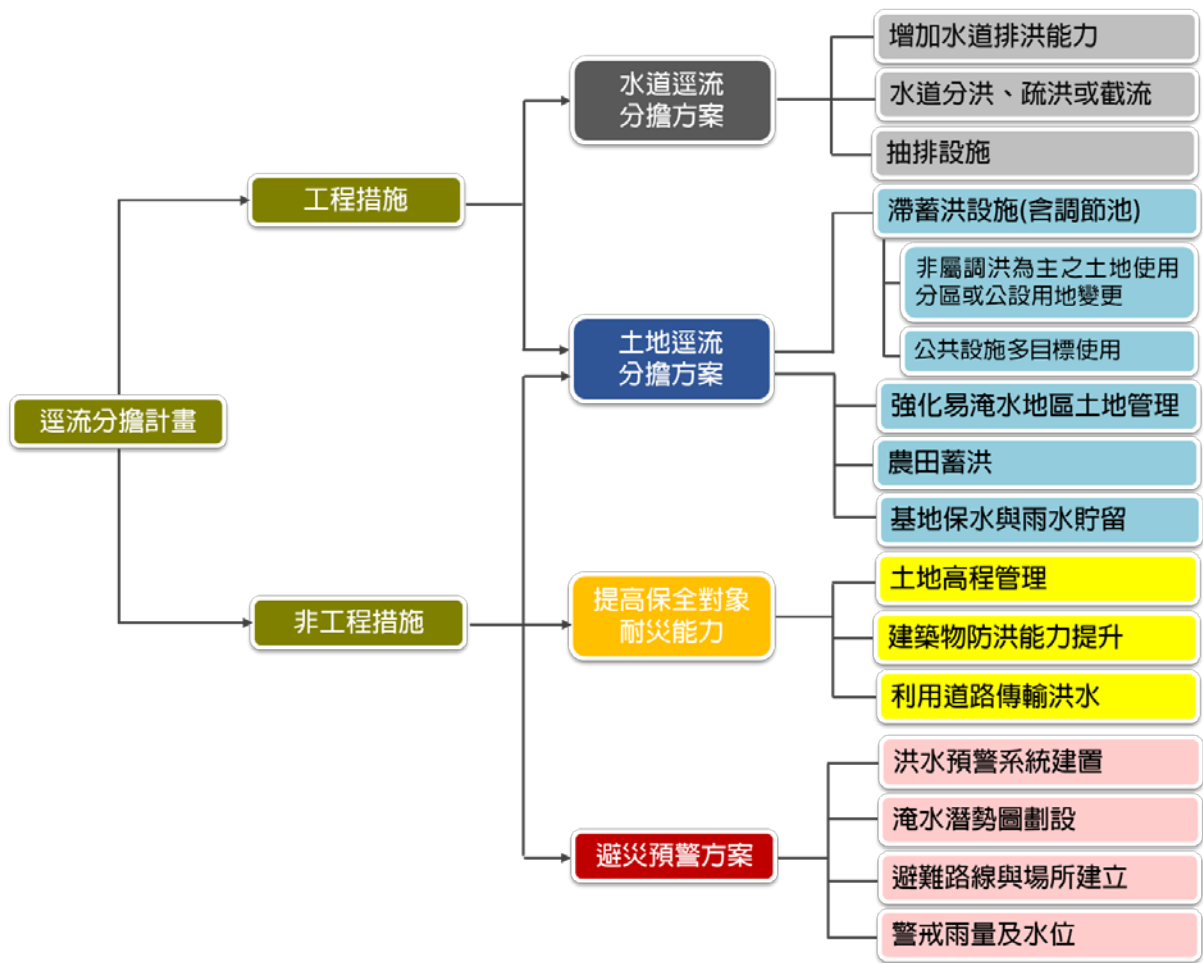 逕流分擔計畫
工程措施
非工程措施
水道逕流
分擔方案
土地逕流
分擔方案
提高保全對象
耐災能力
避災預警方案
增加水道排洪能力
水道分洪、疏洪或截流
抽排設施
滯蓄洪設施(含調節池)
非屬調洪為主之土地使用
分區或公設用地變更
公共設施多目標使用
強化易淹水地區土地管理
農田蓄洪
基地保水與雨水貯留
土地高程管理
建築物防洪能力提升
利用道路傳輸洪水
洪水預警系統建置
淹水潛勢圖劃設
避難路線與場所建立
警戒雨量及水位